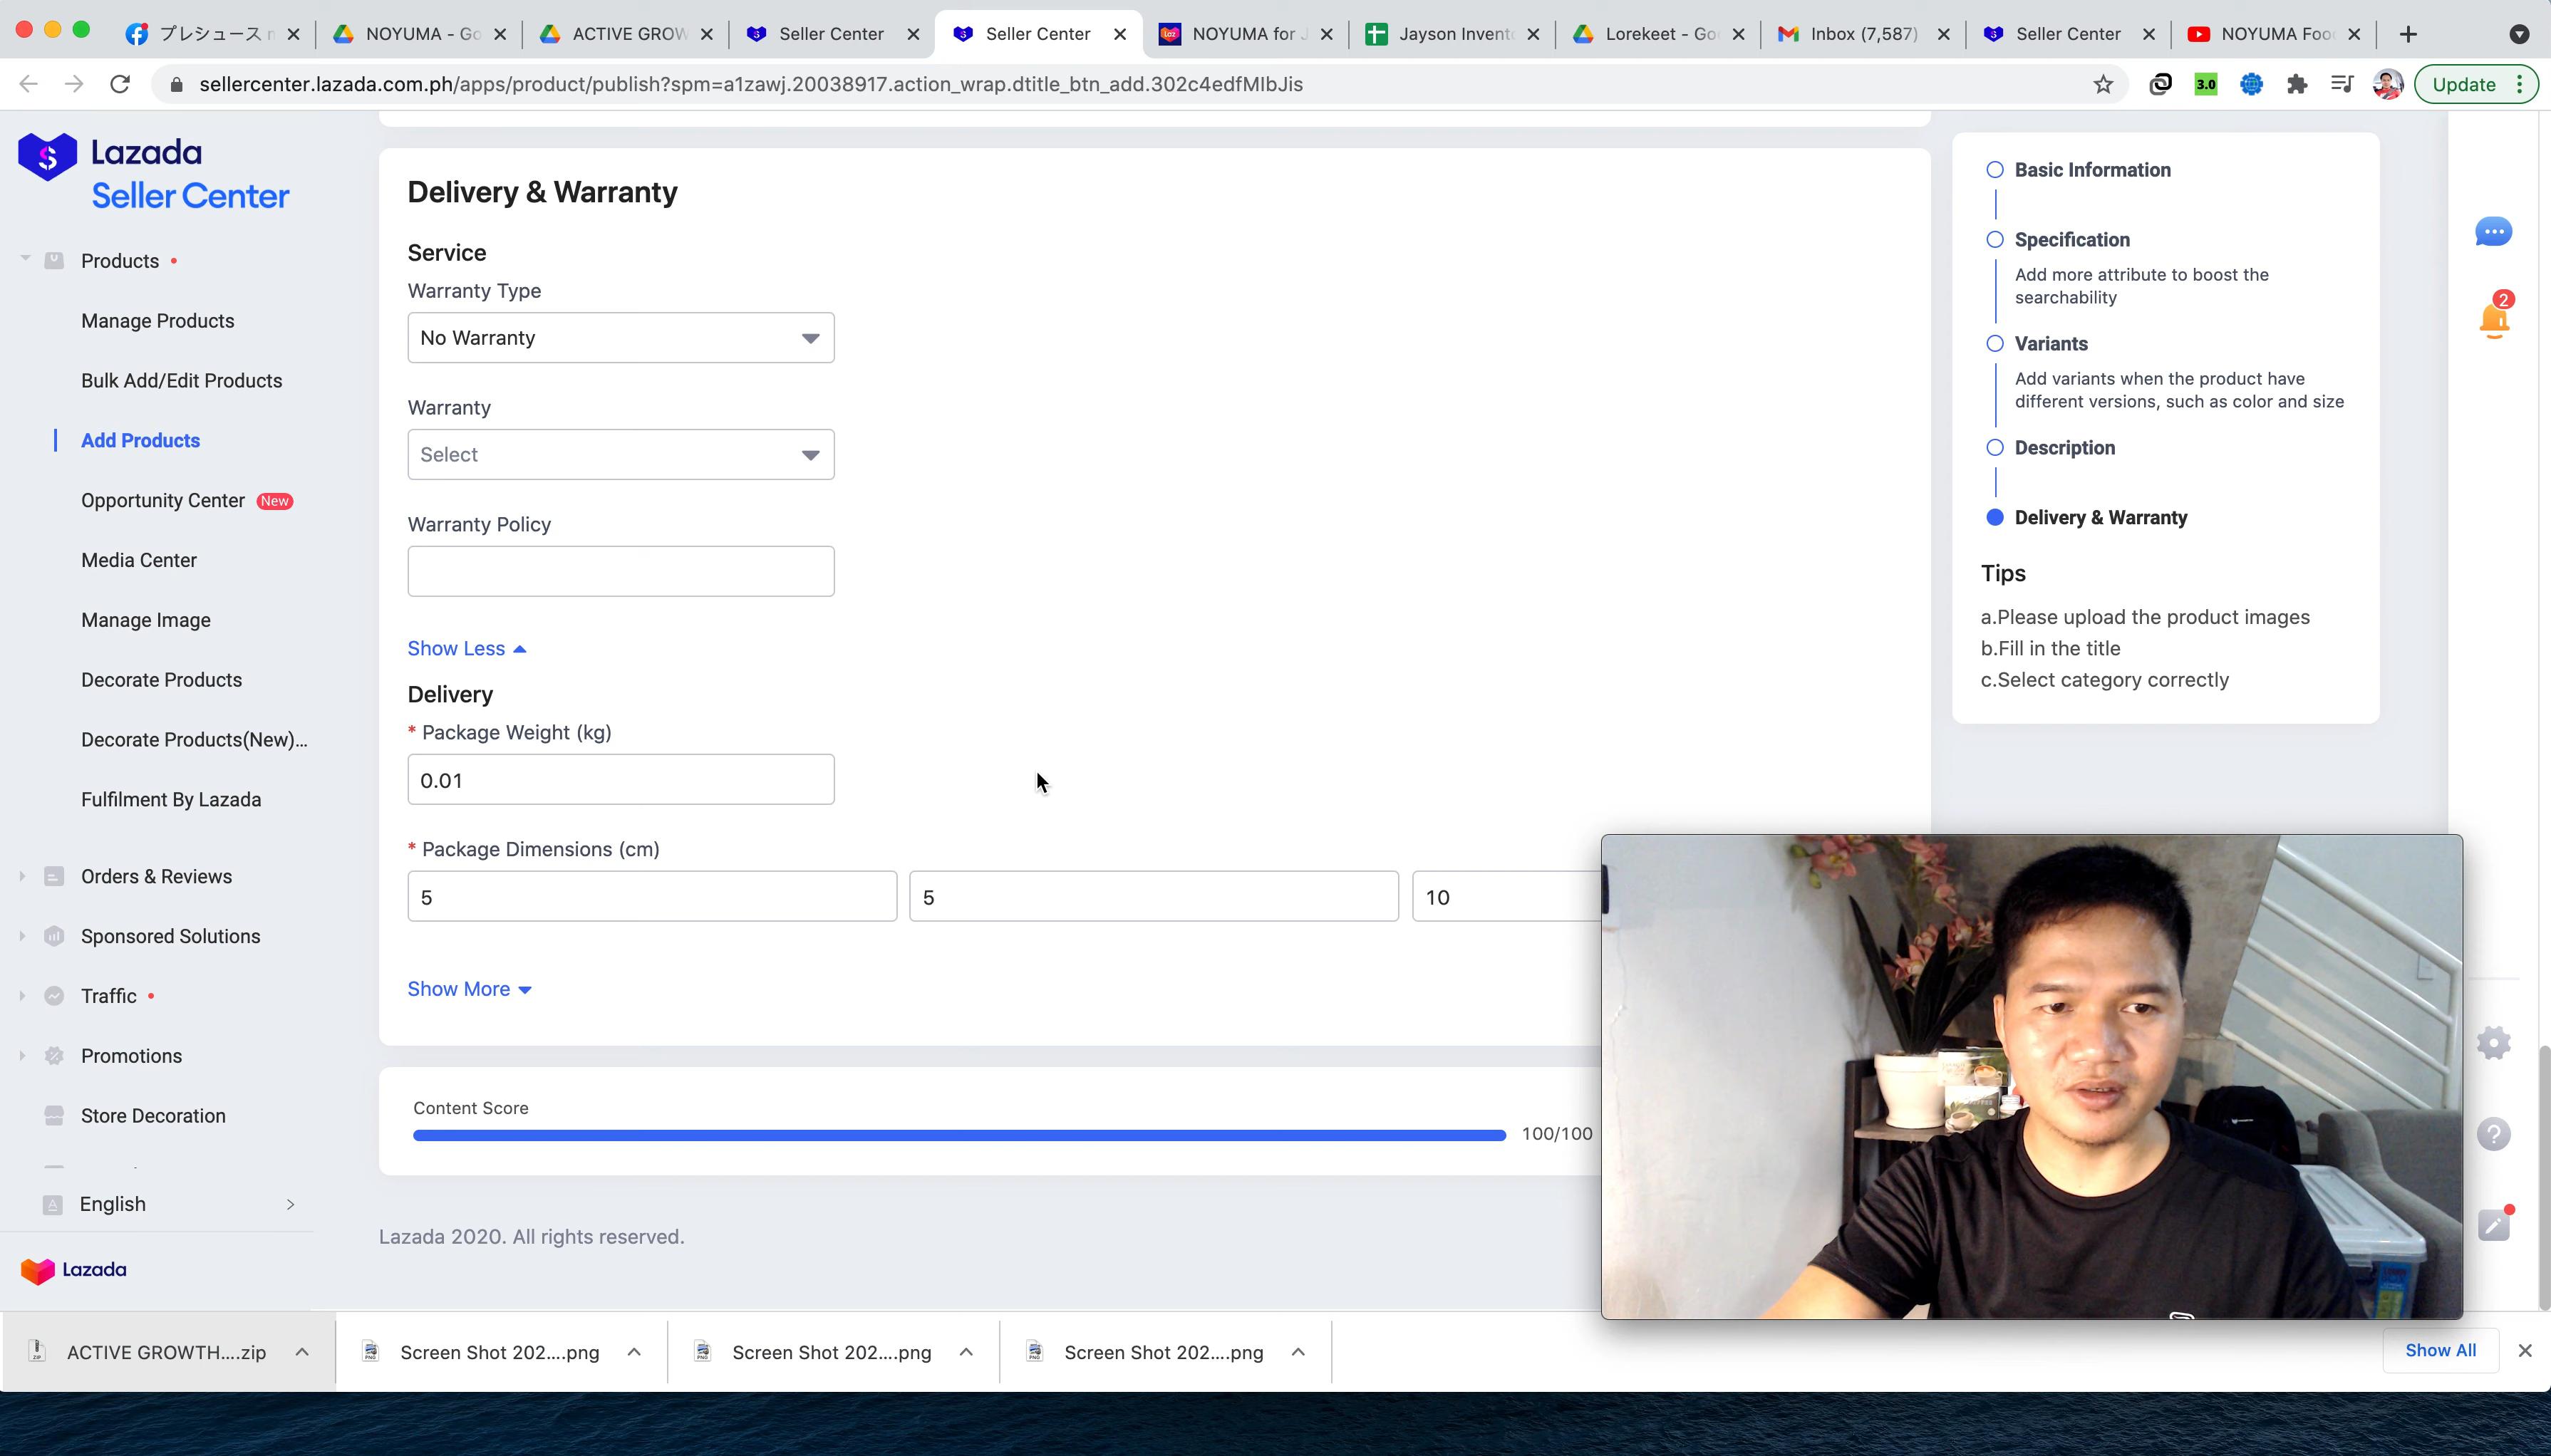 プレシュース
NOYUMA - Go
ACTIVE GROW
Seller Center
Seller Center
NOYUMA for J
Jayson Invent
Lorekeet - Go
Inbox (7,587)
Seller Center
NOYUMA Foo
sellercenter.lazada.com.ph/apps/product/publish?spm=a1zawj.20038917.action_wrap.dtitle_btn_add.302c4edfMIbJis
3.0
Update
Lazada
Seller Center
Products
Manage Products
Bulk Add/Edit Products
Add Products
Opportunity Center New
Media Center
Manage Image
Decorate Products
Decorate Products(New)...
Fulfilment By Lazada
Orders & Reviews
Sponsored Solutions
Traffic
Promotions
Store Decoration
English
Lazada
Delivery & Warranty
Service
Warranty Type
No Warranty
Warranty
Select
Warranty Policy
Show Less
Delivery
* Package Weight (kg)
0.01
* Package Dimensions (cm)
5 5 10
Show More
Content Score
100/100
Lazada 2020. All rights reserved.
Basic Information
Specification
Add more attribute to boost the
searchability
Variants
Add variants when the product have
different versions, such as color and size
Description
Delivery & Warranty
Tips
a.Please upload the product images
b.Fill in the title
c.Select category correctly
2
ACTIVE GROWTH....zip
Screen Shot 202....png
Screen Shot 202....png
Screen Shot 202....png
Show All